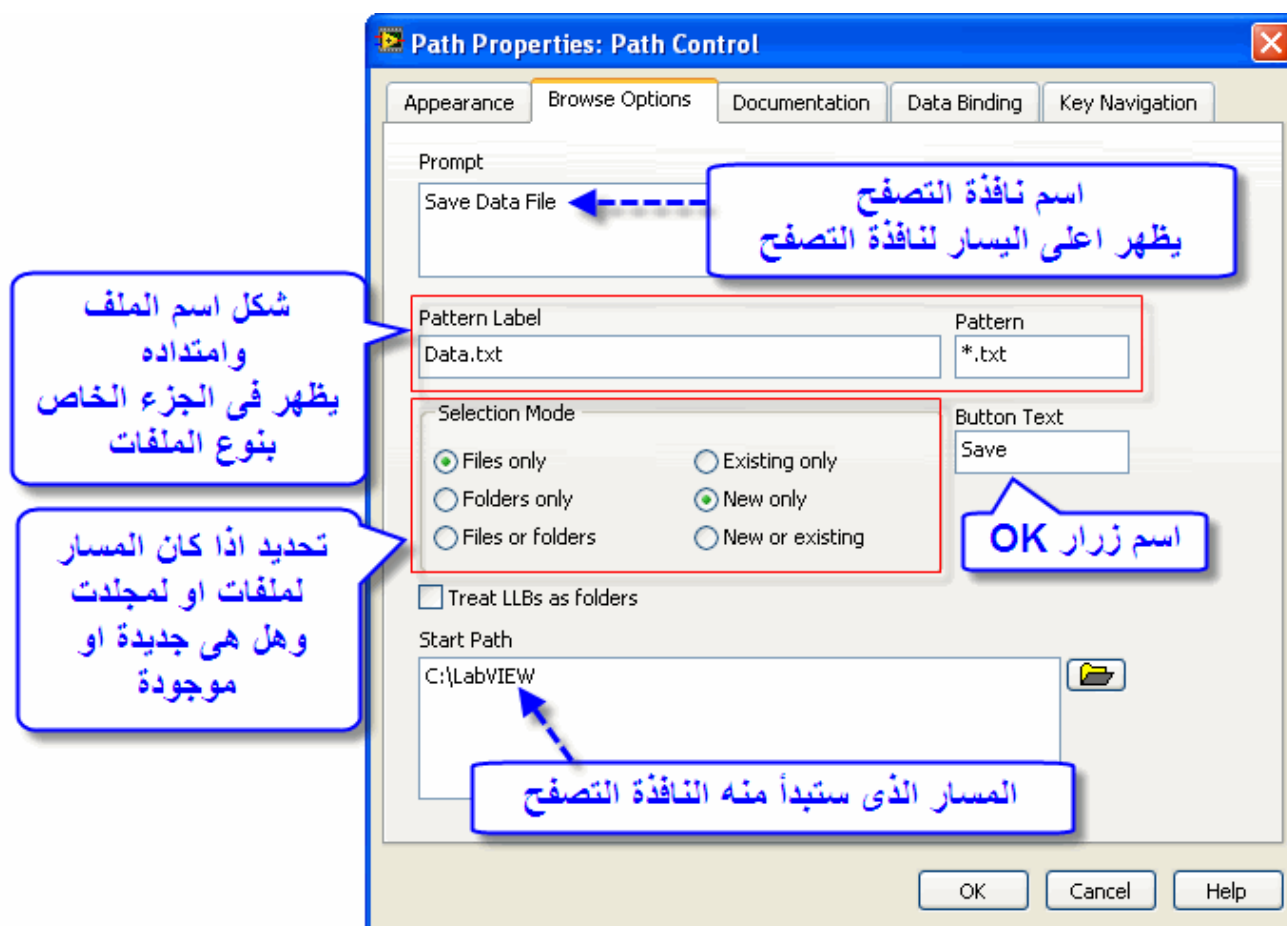 Path Properties: Path Control
Appearance
Browse Options
Documentation
Data Binding
Key Navigation
Prompt
Save Data File
اسم نافذة التصفح
يظهر اعلى اليسار لنافذة التصفح
شكل اسم الملف
وامتداده
يظهر فى الجزء الخاص
بنوع الملفات
Pattern Label
Pattern
Data.txt
*.txt
Selection Mode
Button Text
Files only
Existing only
Save
Folders only
New only
Files or folders
New or existing
اسم زرار OK
تحديد اذا كان المسار
لملفات او لمجلدت
وهل هى جديدة او
موجودة
Treat LLBs as folders
Start Path
C:\LabVIEW
المسار الذى ستبدأ منه النافذة التصفح
OK
Cancel
Help